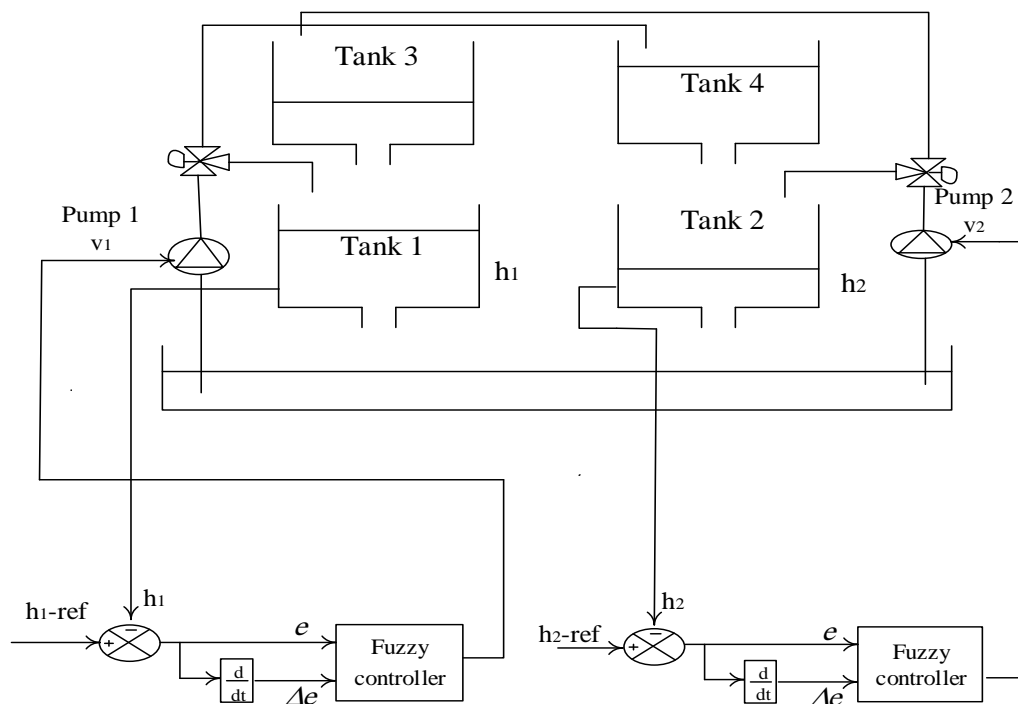 Tank 3
Tank 4
Pump 1
v1
Tank 1
h1
Tank 2
h2
Pump 2
v2
h1-ref
h1
+
−
e
d
dt
Δe
Fuzzy
controller
h2-ref
h2
+
−
e
d
dt
Δe
Fuzzy
controller